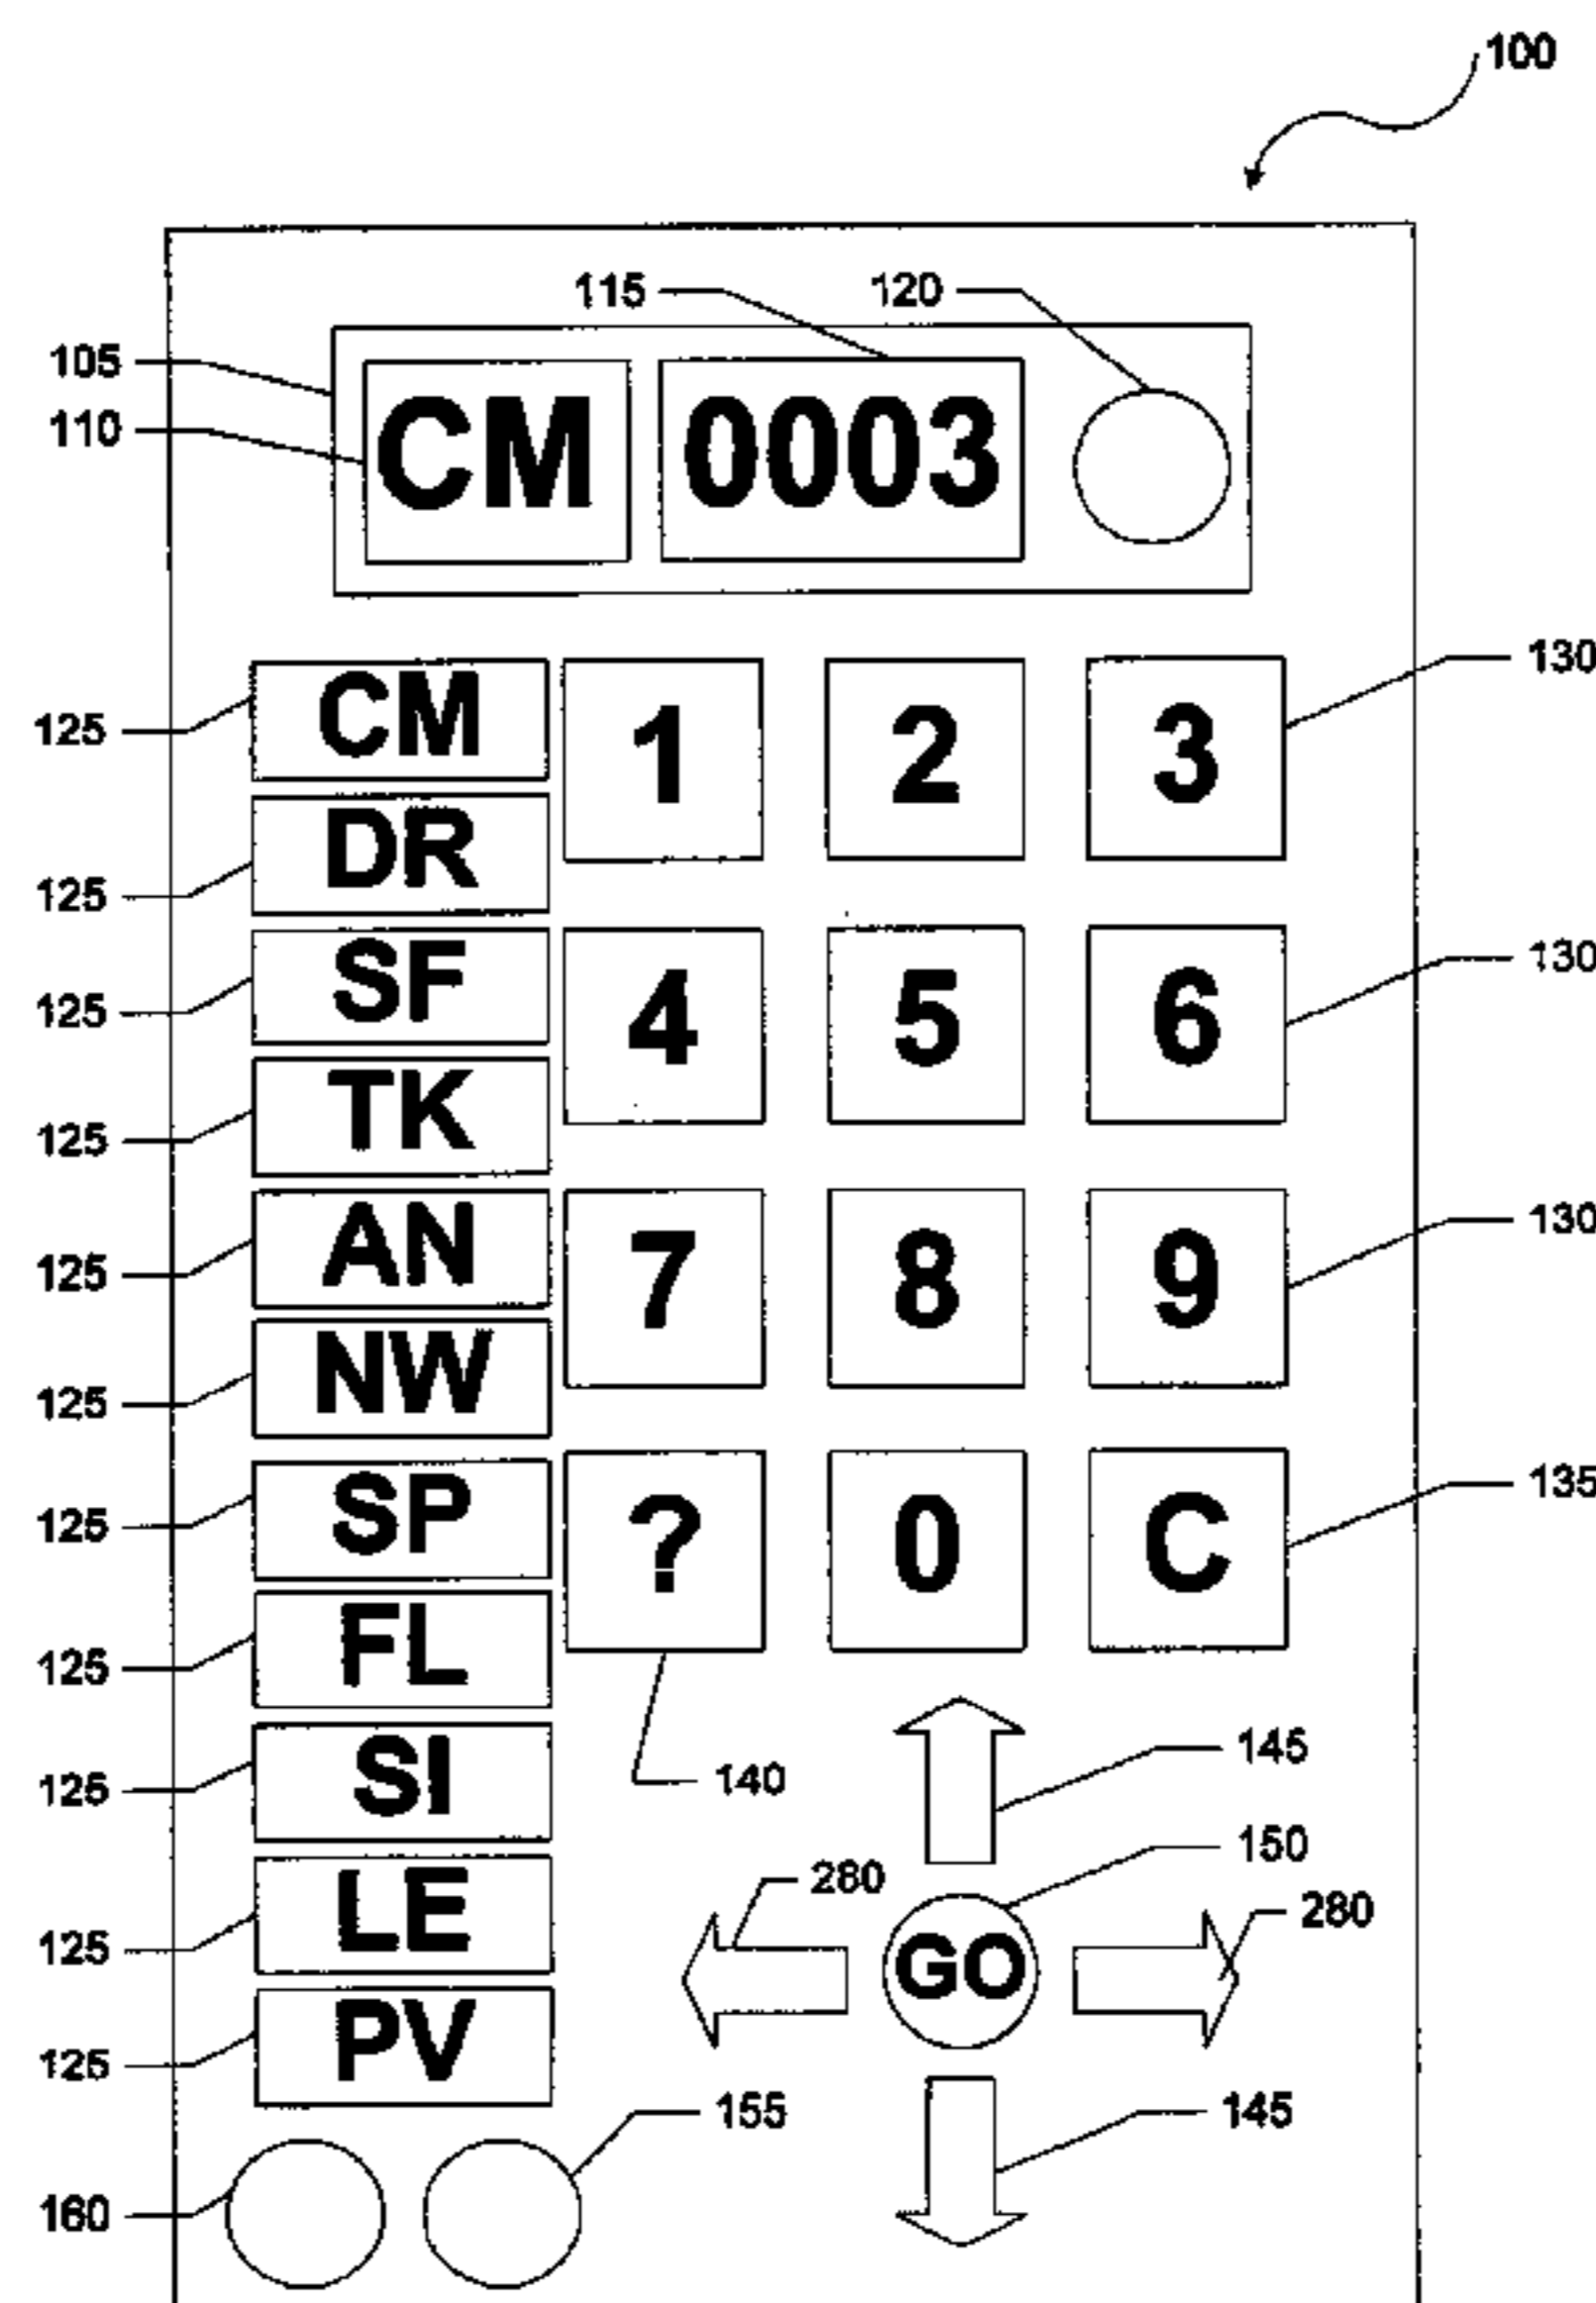 100
115 120
105
110
CM 0003
130
125 CM 1 2 3
125 DR
125 SF 4 5 6 130
125 TK
125 AN 7 8 9 130
125 NW
125 SP ? 0 C 135
125 FL
125 SI 140 145
150
280 280
125 LE GO
125 PV
155 145
160